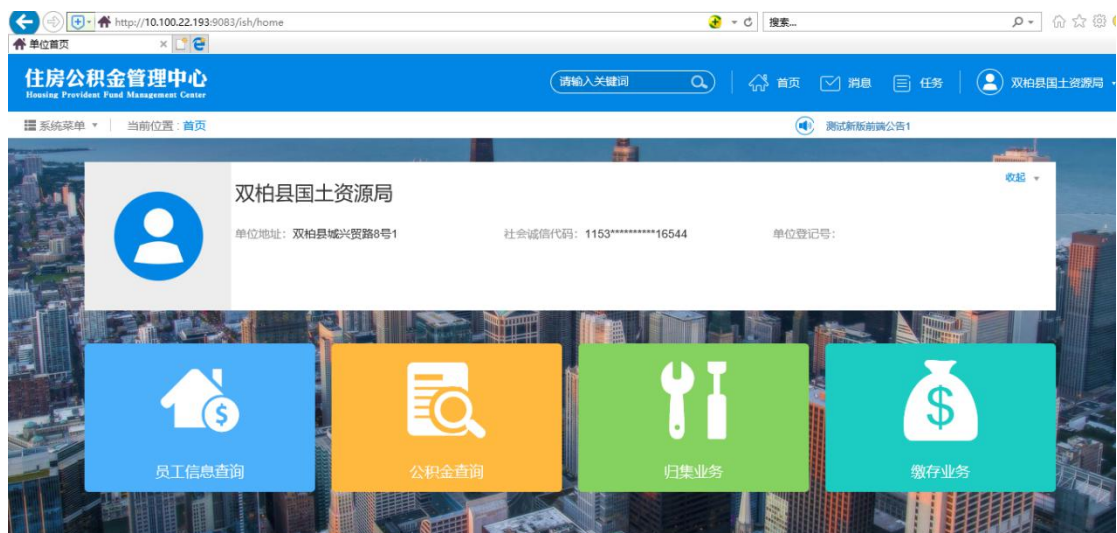 http://10.100.22.193:9083/ish/home
搜索...
单位首页
住房公积金管理中心
Housing Provident Fund Management Center
请输入关键词
首页
消息
任务
双柏县国土资源局
系统菜单
当前位置：首页
测试新版前端公告1
收起
双柏县国土资源局
单位地址：双柏县城兴贸路8号1
社会诚信代码：1153**********16544
单位登记号：
员工信息查询
公积金查询
归集业务
缴存业务